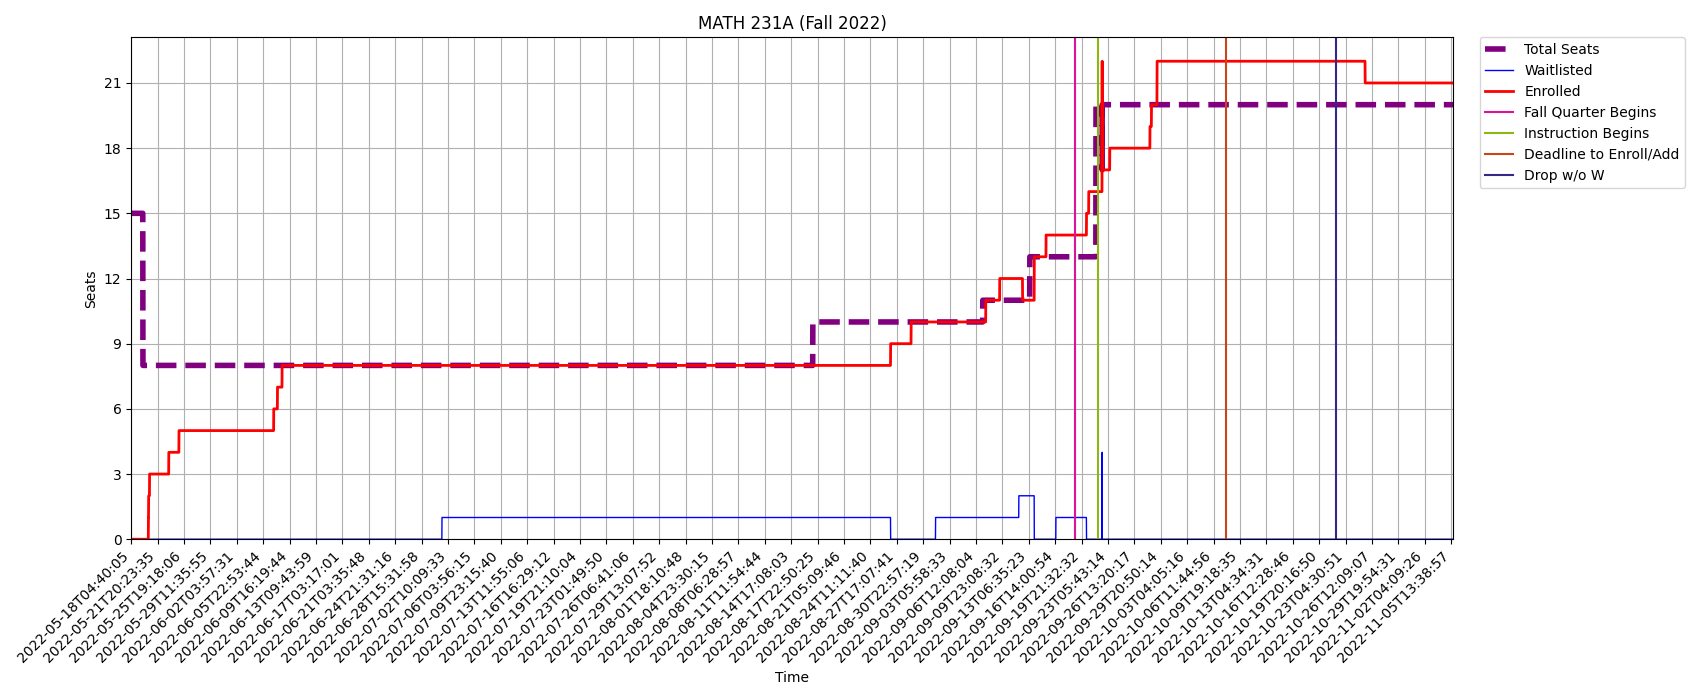 MATH 231A (Fall 2022)
Seats
21
18
15
12
9
6
3
0
2022-05-18T04:40:05
2022-05-21T20:23:35
2022-05-25T19:18:06
2022-05-29T11:35:55
2022-06-02T03:57:31
2022-06-05T22:53:44
2022-06-09T16:19:44
2022-06-13T09:43:59
2022-06-17T03:17:01
2022-06-21T03:35:48
2022-06-24T21:31:16
2022-06-28T15:31:58
2022-07-02T10:09:33
2022-07-06T03:56:15
2022-07-09T23:15:40
2022-07-13T11:55:06
2022-07-16T16:29:12
2022-07-19T21:10:04
2022-07-23T01:49:50
2022-07-26T06:41:06
2022-07-29T13:07:52
2022-08-01T18:10:48
2022-08-04T23:30:15
2022-08-08T06:28:57
2022-08-11T11:54:44
2022-08-14T17:08:03
2022-08-17T22:50:25
2022-08-21T05:09:46
2022-08-24T11:11:40
2022-08-27T17:07:41
2022-08-30T22:57:19
2022-09-03T05:58:33
2022-09-06T12:08:04
2022-09-09T23:08:32
2022-09-13T06:35:23
2022-09-16T14:00:54
2022-09-19T21:32:32
2022-09-23T05:43:14
2022-09-26T13:20:17
2022-09-29T20:50:14
2022-10-03T04:05:16
2022-10-06T11:44:56
2022-10-09T19:18:35
2022-10-13T04:34:31
2022-10-16T12:28:46
2022-10-19T20:16:50
2022-10-23T04:30:51
2022-10-26T12:09:07
2022-10-29T19:54:31
2022-11-02T04:09:26
2022-11-05T13:38:57
Time
Total Seats
Waitlisted
Enrolled
Fall Quarter Begins
Instruction Begins
Deadline to Enroll/Add
Drop w/o W